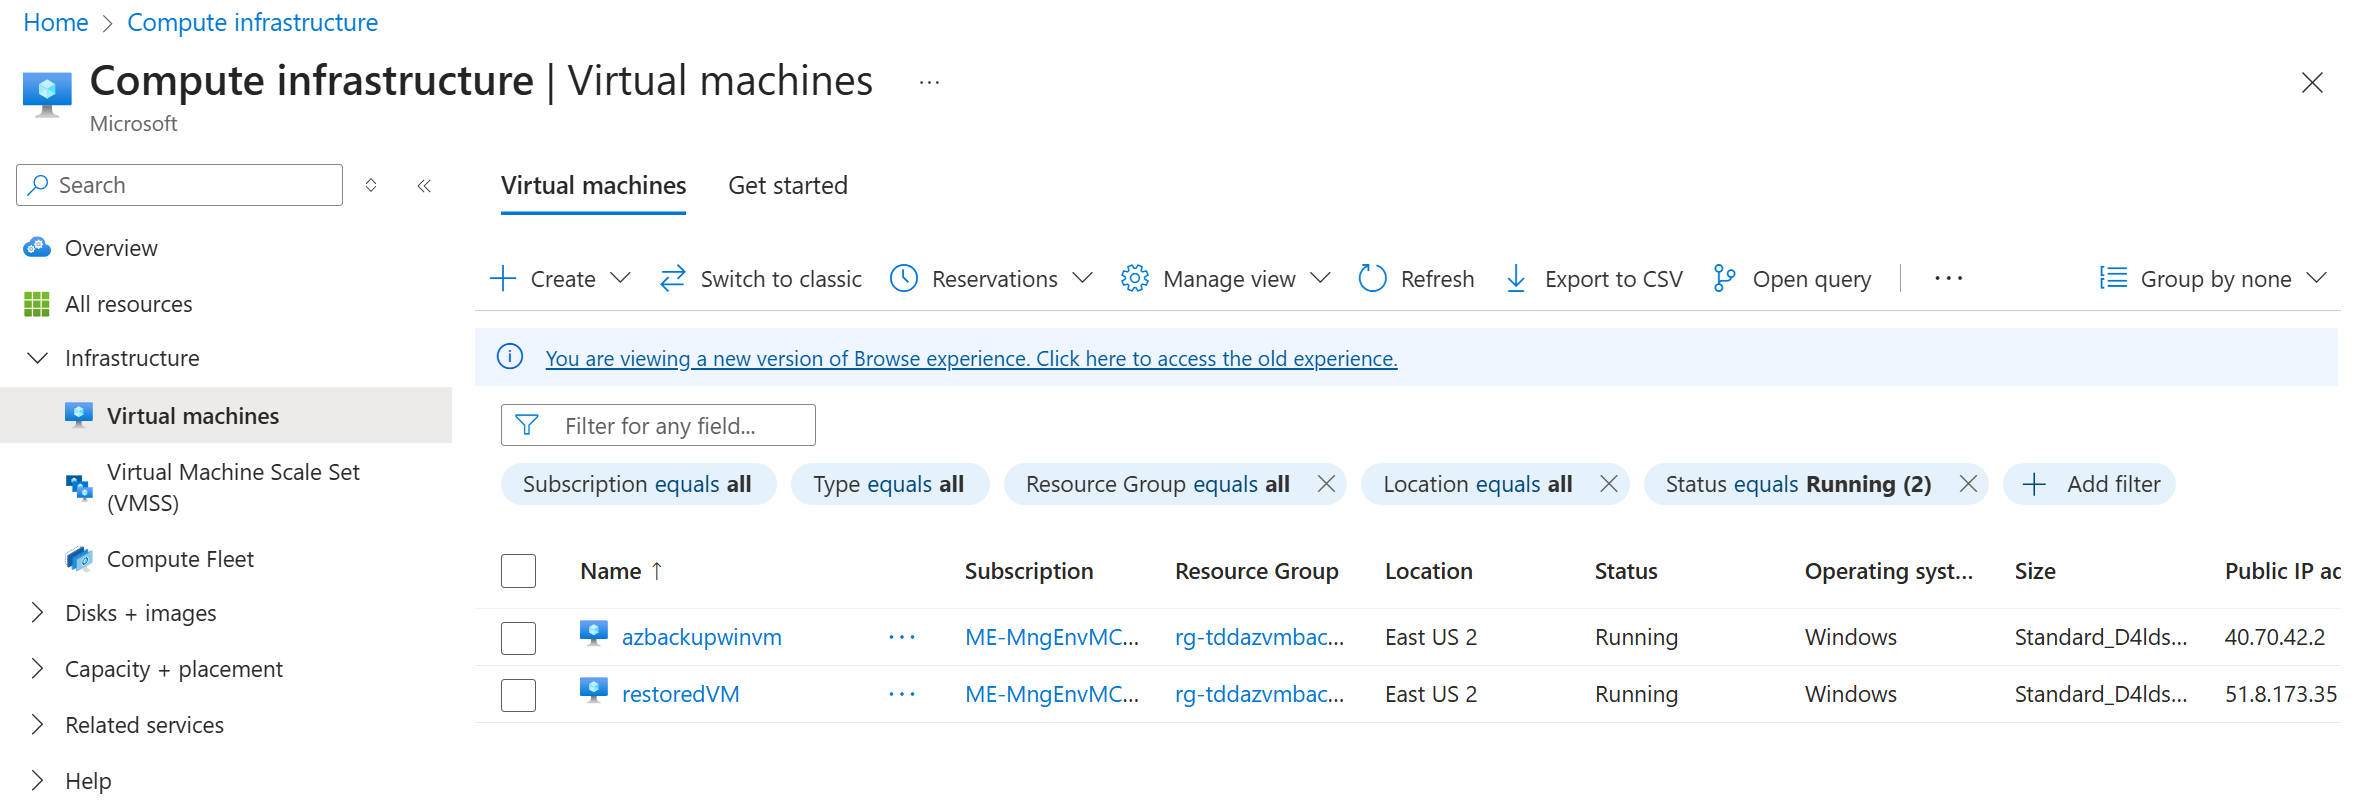 Home > Compute infrastructure
Compute infrastructure | Virtual machines ...
Microsoft
Search
Overview
All resources
Infrastructure
Virtual machines
Virtual Machine Scale Set
(VMSS)
Compute Fleet
Disks + images
Capacity + placement
Related services
Help
Virtual machines Get started
Create Switch to classic Reservations Manage view Refresh Export to CSV Open query ... Group by none
You are viewing a new version of Browse experience. Click here to access the old experience.
Filter for any field...
Subscription equals all Type equals all Resource Group equals all Location equals all Status equals Running (2) Add filter
Name ↑ Subscription Resource Group Location Status Operating syst... Size Public IP ad
azbackupwinvm ... ME-MngEnvMC... rg-tddazvmbac... East US 2 Running Windows Standard_D4lds... 40.70.42.2
restoredVM ... ME-MngEnvMC... rg-tddazvmbac... East US 2 Running Windows Standard_D4lds... 51.8.173.35